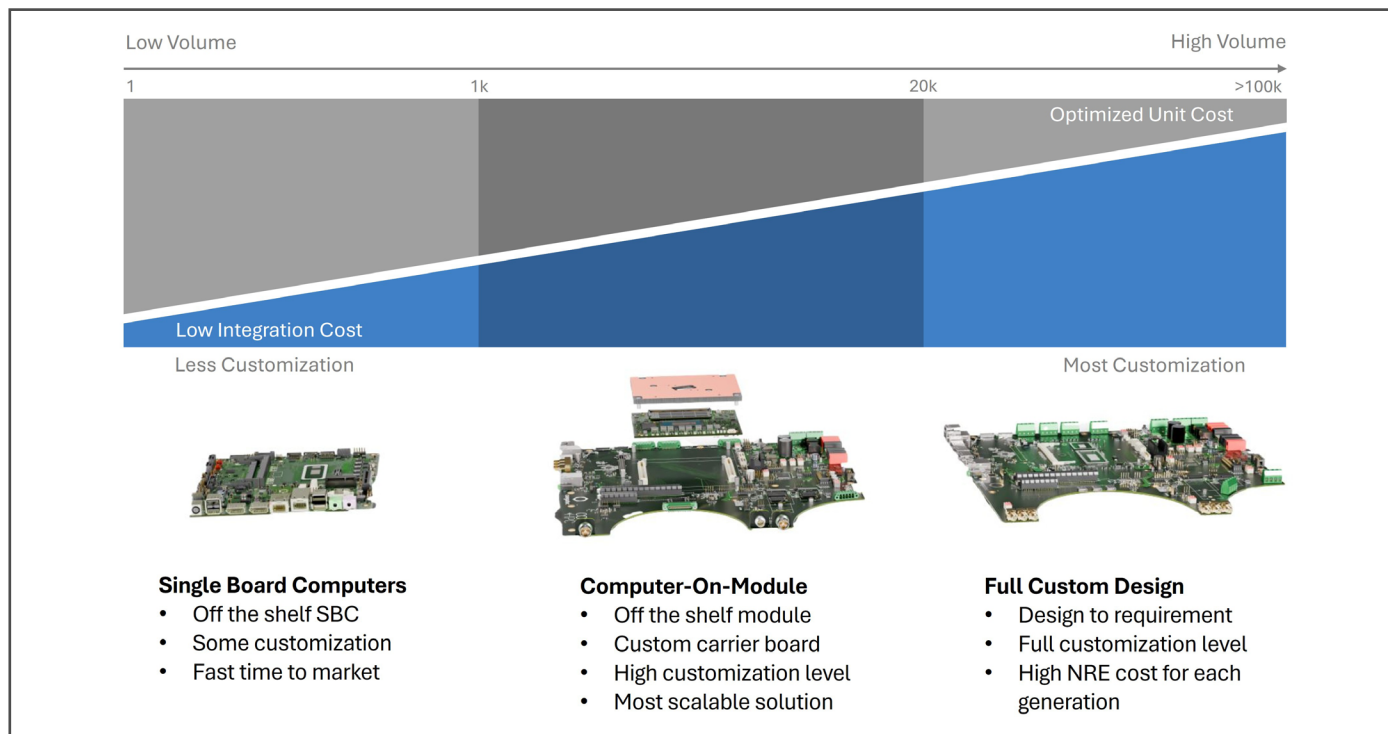 Low Volume
High Volume
1
1k
20k
>100k
Optimized Unit Cost
Low Integration Cost
Less Customization
Most Customization
Single Board Computers
• Off the shelf SBC
• Some customization
• Fast time to market
Computer-On-Module
• Off the shelf module
• Custom carrier board
• High customization level
• Most scalable solution
Full Custom Design
• Design to requirement
• Full customization level
• High NRE cost for each
generation